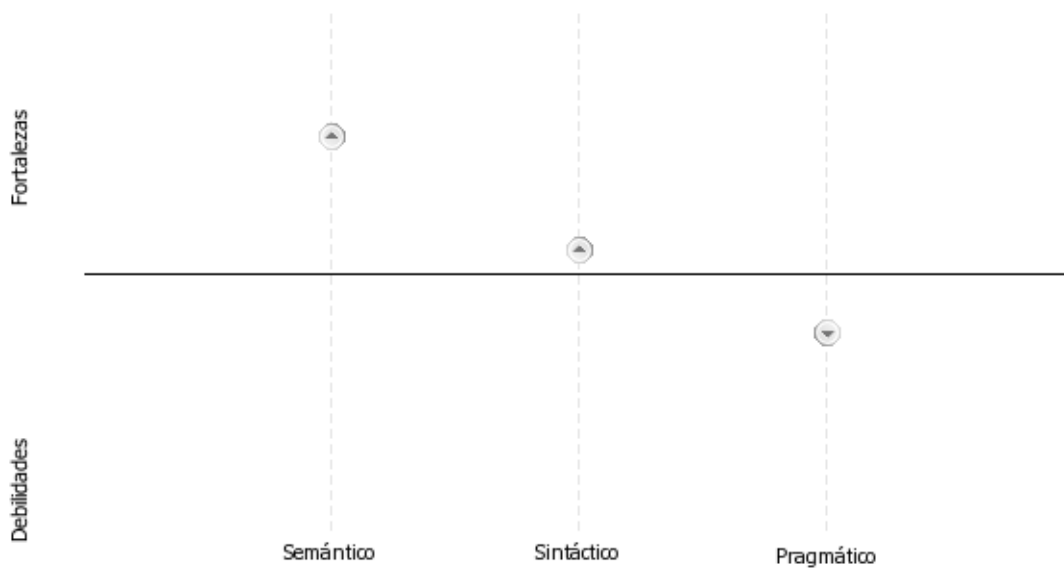 Fortalezas
Debilidades
Semántico
Sintáctico
Pragmático